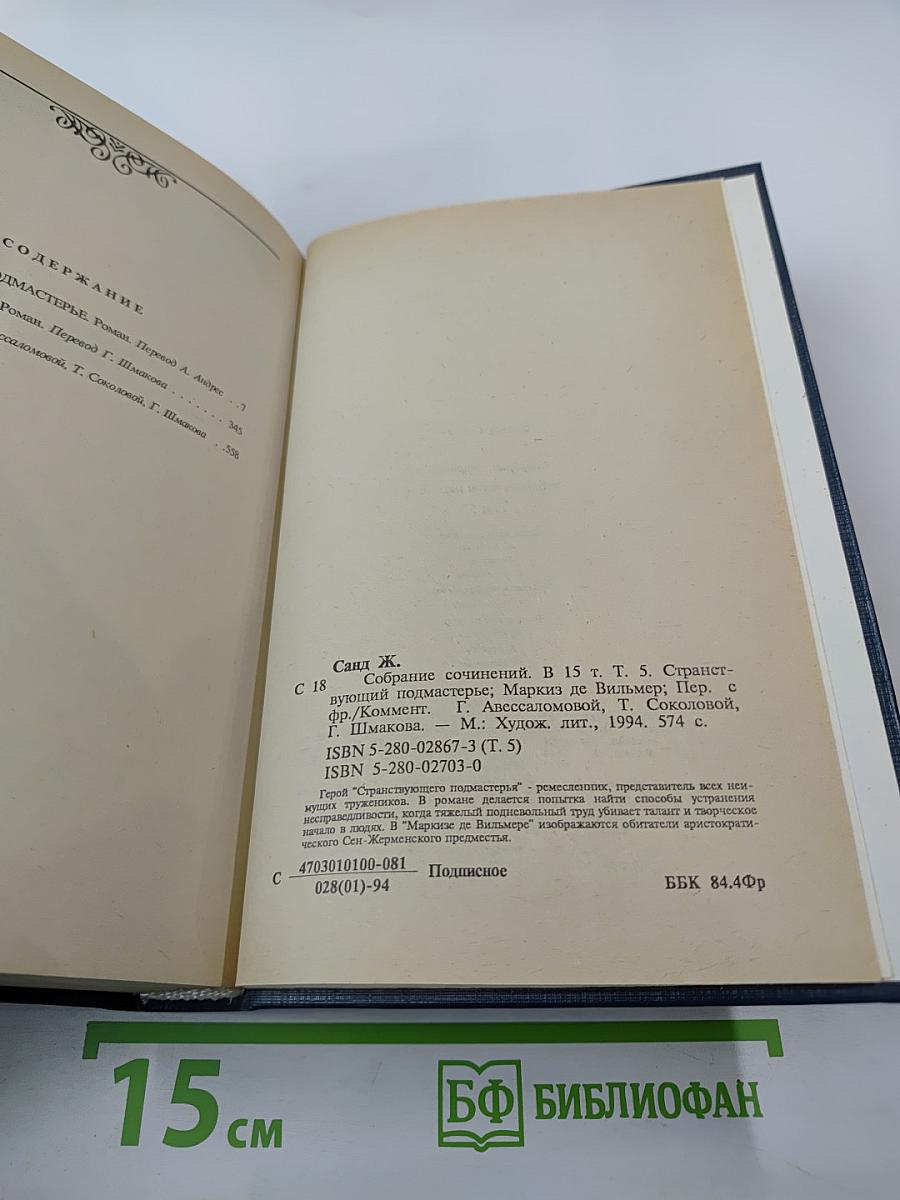 СОДЕРЖАНИЕ
ОДМАСТЕРЬЕ. Роман. Перевод А. Андрес . . 7
Роман. Перевод Г. Шмакова . . . . . . . 345
ссаломовой, Т. Соколовой, Г. Шмакова . .558
Санд Ж.
С 18 Собрание сочинений. В 15 т. Т. 5. Странст-
вующий подмастерье; Маркиз де Вильмер; Пер. с
фр./Коммент. Г. Авессаломовой, Т. Соколовой,
Г. Шмакова. — М.: Худож. лит., 1994. 574 с.
ISBN 5-280-02867-3 (Т. 5)
ISBN 5-280-02703-0
Герой "Странствующего подмастерья" - ремесленник, представитель всех неи-
мущих тружеников. В романе делается попытка найти способы устранения
несправедливости, когда тяжелый подневольный труд убивает талант и творческое
начало в людях. В "Маркизе де Вильмере" изображаются обитатели аристократи-
ческого Сен-Жерменского предместья.
С 4703010100-081 Подписное
028(01)-94
ББК 84.4Фр
15 см
БФ БИБЛИОФАН